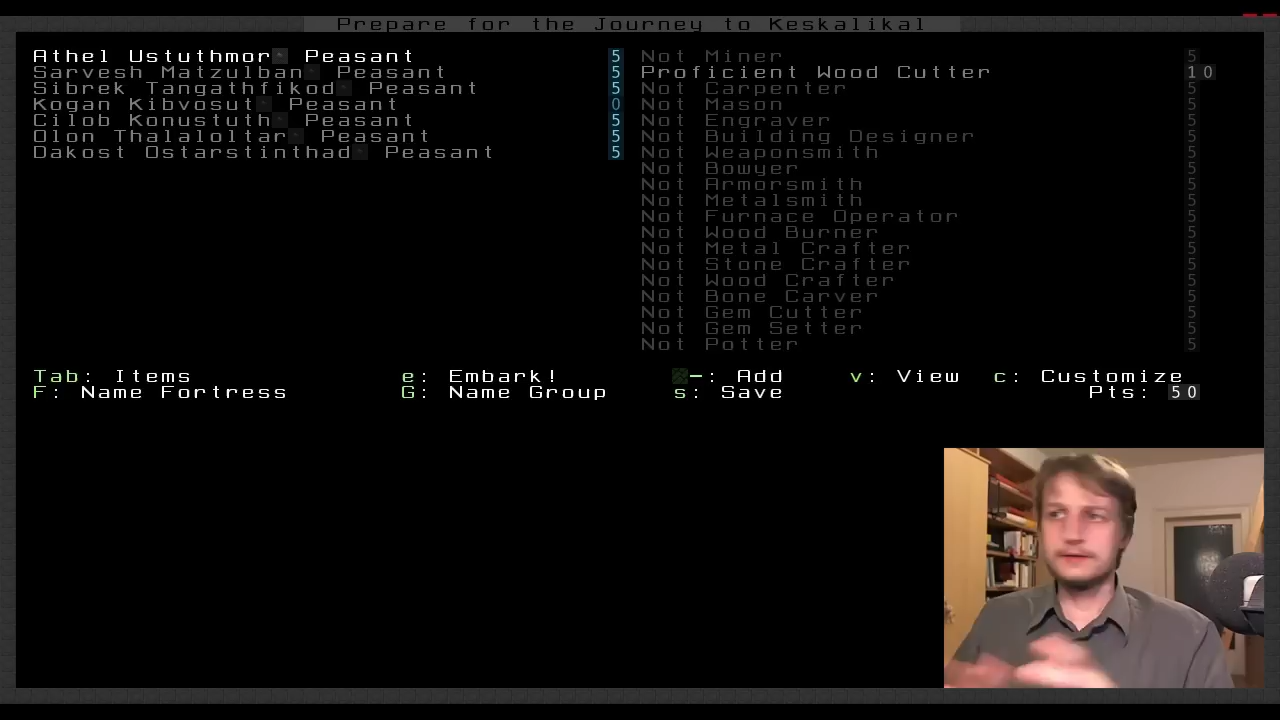 Prepare for the Journey to Keskalikal
Athel Ustuthmor Peasant 5 Not Miner 5
Sarvesh Matzulban Peasant 5 Proficient Wood Cutter 10
Sibrek Tangathfikod Peasant 5 Not Carpenter 5
Kogan Kibvosut Peasant 0 Not Mason 5
Cilob Konustuth Peasant 5 Not Engraver 5
Olon Thalaloltar Peasant 5 Not Building Designer 5
Dakost Ostarstinthad Peasant 5 Not Weaponsmith 5
Not Bowyer 5
Not Armorsmith 5
Not Metalsmith 5
Not Furnace Operator 5
Not Wood Burner 5
Not Metal Crafter 5
Not Stone Crafter 5
Not Wood Crafter 5
Not Bone Carver 5
Not Gem Cutter 5
Not Gem Setter 5
Not Potter 5
Tab: Items e: Embark! -: Add v: View c: Customize
F: Name Fortress G: Name Group s: Save Pts: 50